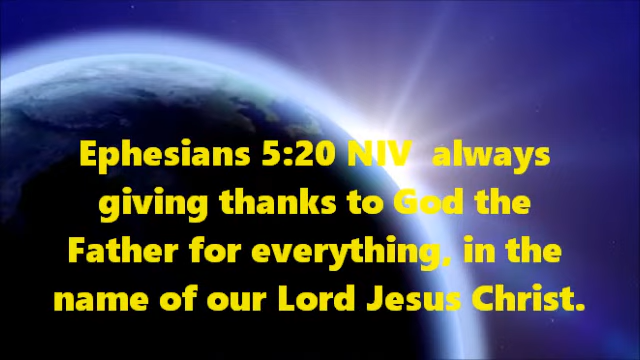 Ephesians 5:20 NIV  always
giving thanks to God the
Father for everything, in the
name of our Lord Jesus Christ.